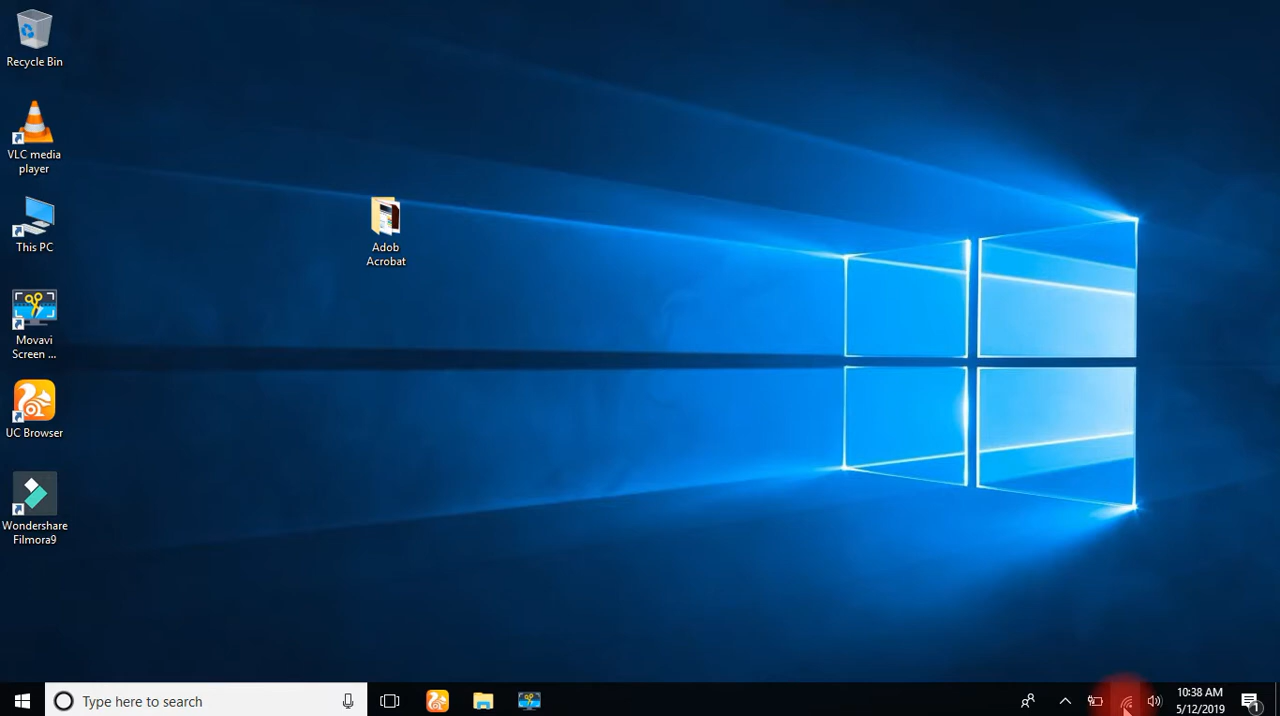 Recycle Bin
VLC media
player
This PC
Movavi
Screen ...
UC Browser
Wondershare
Filmora9
Adob
Acrobat
Type here to search
10:38 AM
5/12/2019
1